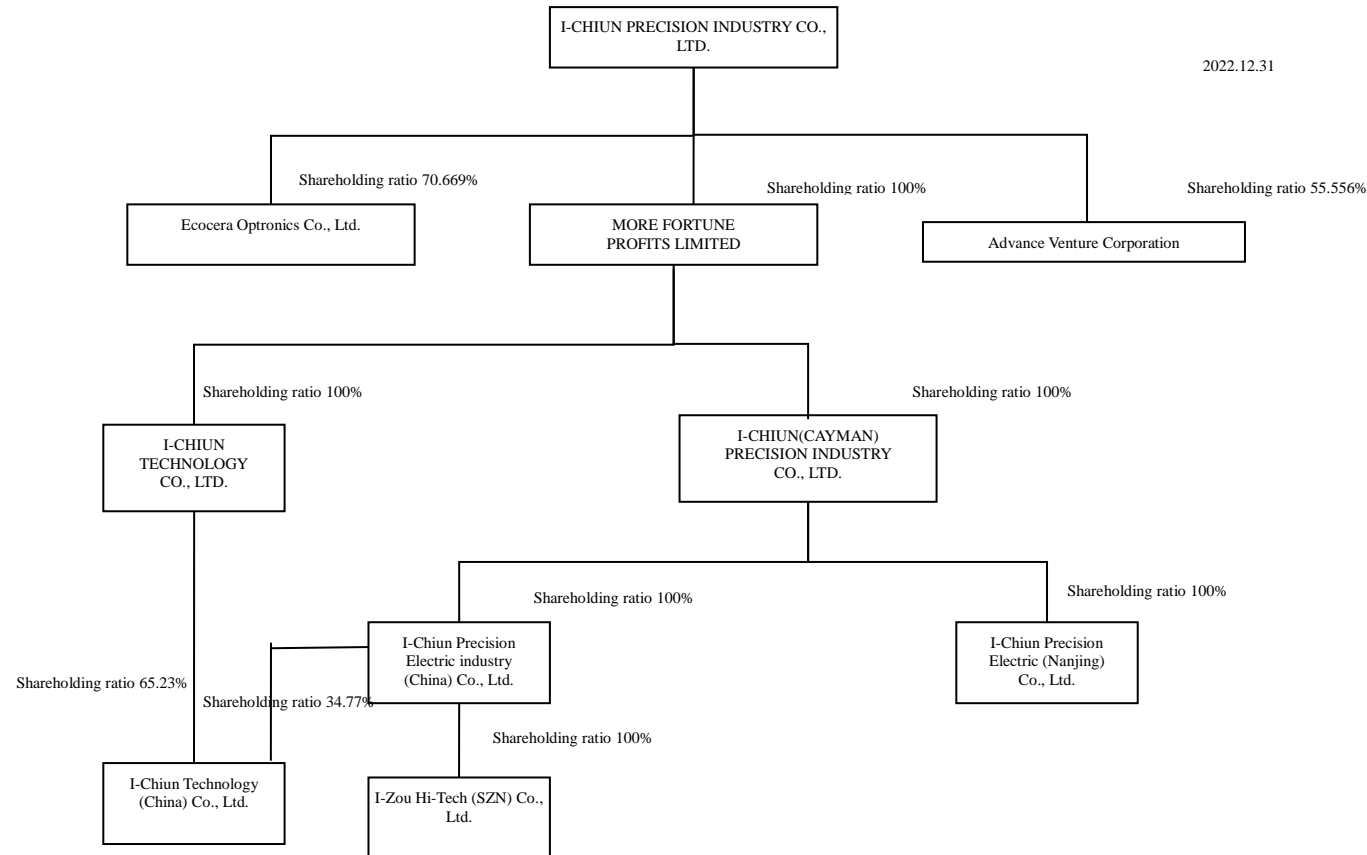 I-CHIUN PRECISION INDUSTRY CO.,
LTD.
2022.12.31
Shareholding ratio 70.669%
Shareholding ratio 100%
Shareholding ratio 55.556%
Ecocera Optronics Co., Ltd.
MORE FORTUNE
PROFITS LIMITED
Advance Venture Corporation
Shareholding ratio 100%
Shareholding ratio 100%
I-CHIUN
TECHNOLOGY
CO., LTD.
I-CHIUN(CAYMAN)
PRECISION INDUSTRY
CO., LTD.
Shareholding ratio 100%
Shareholding ratio 100%
I-Chiun Precision
Electric industry
(China) Co., Ltd.
I-Chiun Precision
Electric (Nanjing)
Co., Ltd.
Shareholding ratio 65.23%
Shareholding ratio 34.77%
Shareholding ratio 100%
I-Chiun Technology
(China) Co., Ltd.
I-Zou Hi-Tech (SZN) Co.,
Ltd.